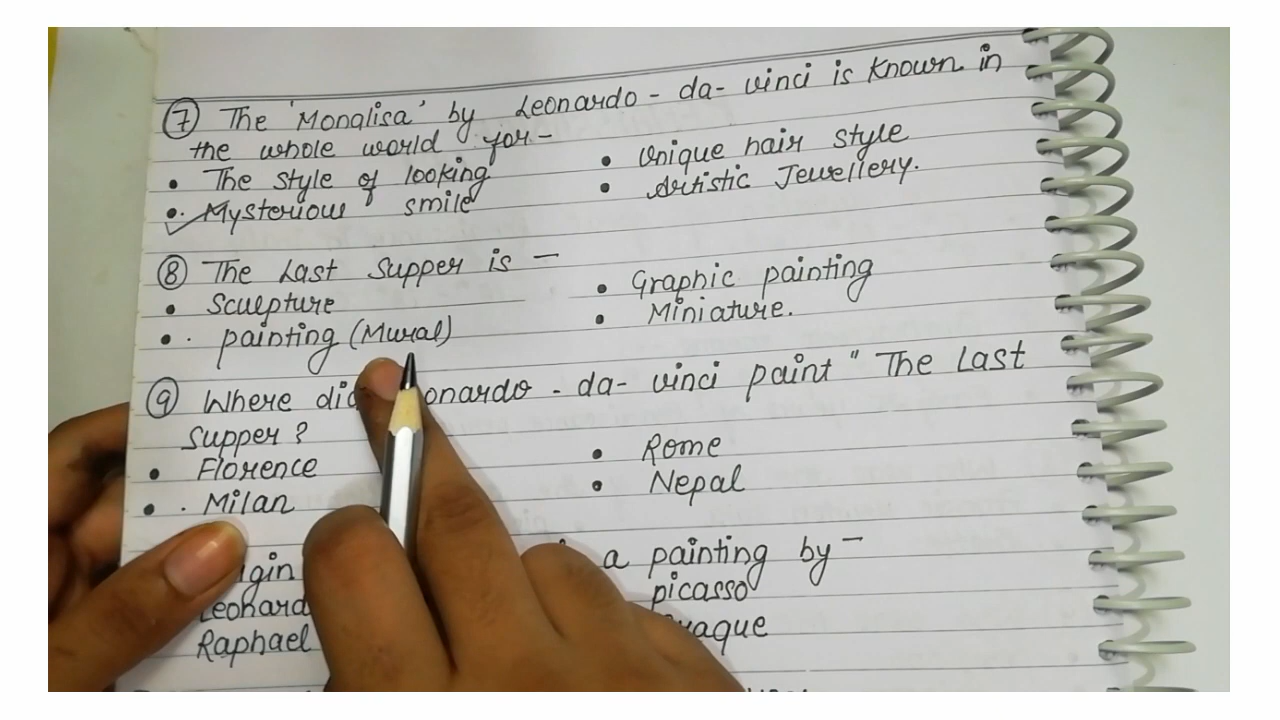 ⑦ The 'Monalisa' by Leonardo - da - vinci is known in
the whole world for -
• The style of looking
• Unique hair style
•. Mysterious smile
• Artistic Jewellery.
⑧ The Last Supper is -
• Sculpture
• Graphic painting
•. painting (Mural)
• Miniature.
⑨ Where did Leonardo - da - vinci paint " The Last
Supper ?
• Florence
• Rome
•. Milan
• Nepal
a painting by -
picasso
Raphael